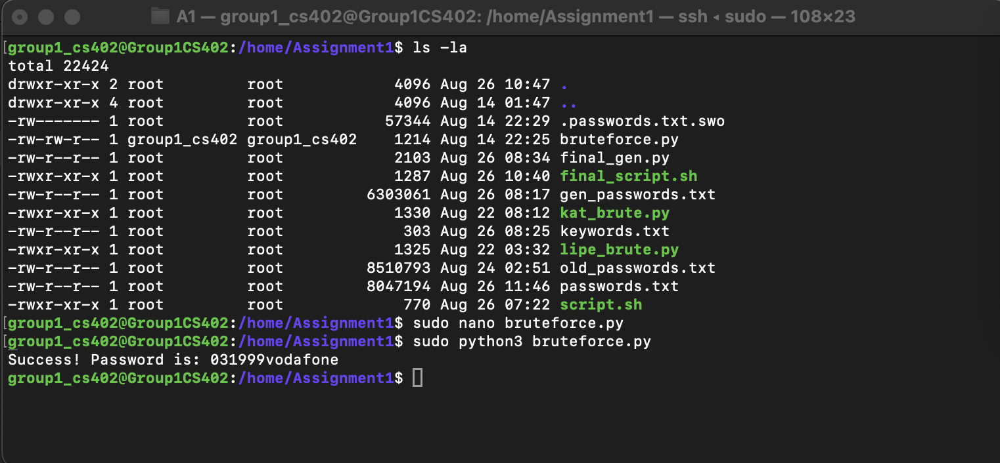 A1 — group1_cs402@Group1CS402: /home/Assignment1 — ssh ◂ sudo — 108×23
[group1_cs402@Group1CS402:/home/Assignment1$ ls -la
total 22424
drwxr-xr-x 2 root         root            4096 Aug 26 10:47 .
drwxr-xr-x 4 root         root            4096 Aug 14 01:47 ..
-rw------- 1 root         root           57344 Aug 14 22:29 .passwords.txt.swo
-rw-rw-r-- 1 group1_cs402 group1_cs402    1214 Aug 14 22:25 bruteforce.py
-rw-r--r-- 1 root         root            2103 Aug 26 08:34 final_gen.py
-rwxr-xr-x 1 root         root            1287 Aug 26 10:40 final_script.sh
-rw-r--r-- 1 root         root         6303061 Aug 26 08:17 gen_passwords.txt
-rwxr-xr-x 1 root         root            1330 Aug 22 08:12 kat_brute.py
-rw-r--r-- 1 root         root             303 Aug 26 08:25 keywords.txt
-rwxr-xr-x 1 root         root            1325 Aug 22 03:32 lipe_brute.py
-rw-r--r-- 1 root         root         8510793 Aug 24 02:51 old_passwords.txt
-rw-r--r-- 1 root         root         8047194 Aug 26 11:46 passwords.txt
-rwxr-xr-x 1 root         root             770 Aug 26 07:22 script.sh
[group1_cs402@Group1CS402:/home/Assignment1$ sudo nano bruteforce.py
[group1_cs402@Group1CS402:/home/Assignment1$ sudo python3 bruteforce.py
Success! Password is: 031999vodafone
group1_cs402@Group1CS402:/home/Assignment1$